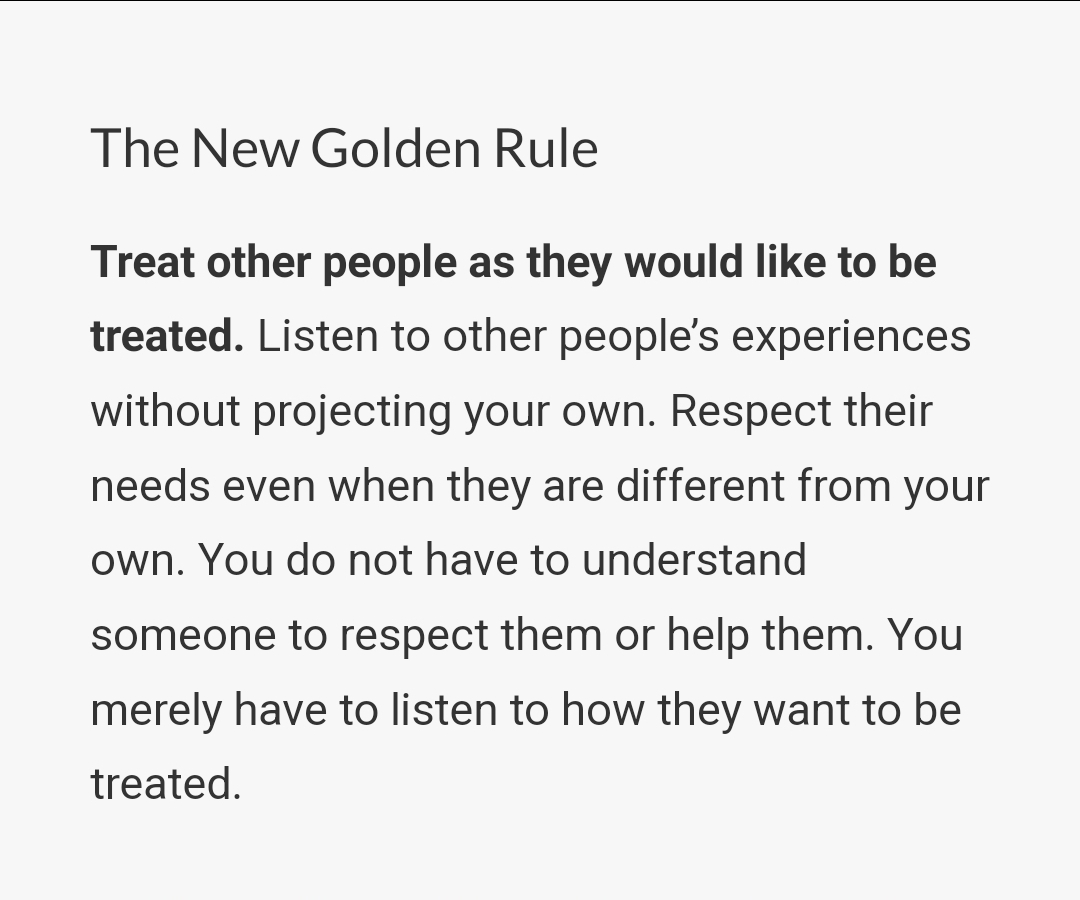 The New Golden Rule
Treat other people as they would like to be
treated. Listen to other people’s experiences
without projecting your own. Respect their
needs even when they are different from your
own. You do not have to understand
someone to respect them or help them. You
merely have to listen to how they want to be
treated.